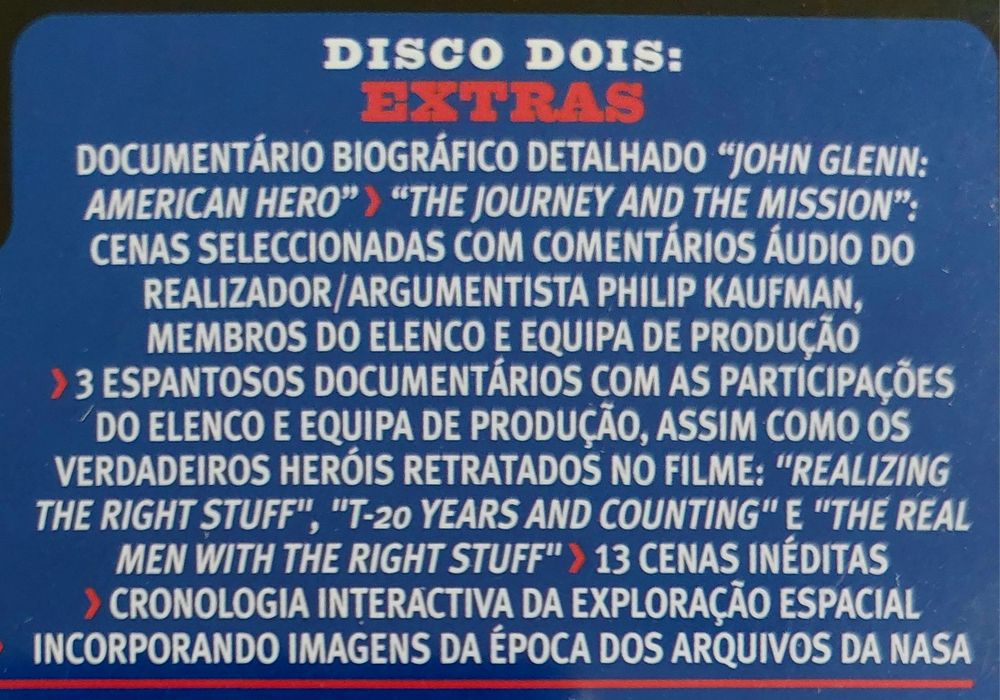 DISCO DOIS:
EXTRAS
DOCUMENTÁRIO BIOGRÁFICO DETALHADO “JOHN GLENN:
AMERICAN HERO” ❯ “THE JOURNEY AND THE MISSION”:
CENAS SELECCIONADAS COM COMENTÁRIOS ÁUDIO DO
REALIZADOR/ARGUMENTISTA PHILIP KAUFMAN,
MEMBROS DO ELENCO E EQUIPA DE PRODUÇÃO
❯ 3 ESPANTOSOS DOCUMENTÁRIOS COM AS PARTICIPAÇÕES
DO ELENCO E EQUIPA DE PRODUÇÃO, ASSIM COMO OS
VERDADEIROS HERÓIS RETRATADOS NO FILME: "REALIZING
THE RIGHT STUFF", "T-20 YEARS AND COUNTING" E "THE REAL
MEN WITH THE RIGHT STUFF" ❯ 13 CENAS INÉDITAS
❯ CRONOLOGIA INTERACTIVA DA EXPLORAÇÃO ESPACIAL
INCORPORANDO IMAGENS DA ÉPOCA DOS ARQUIVOS DA NASA